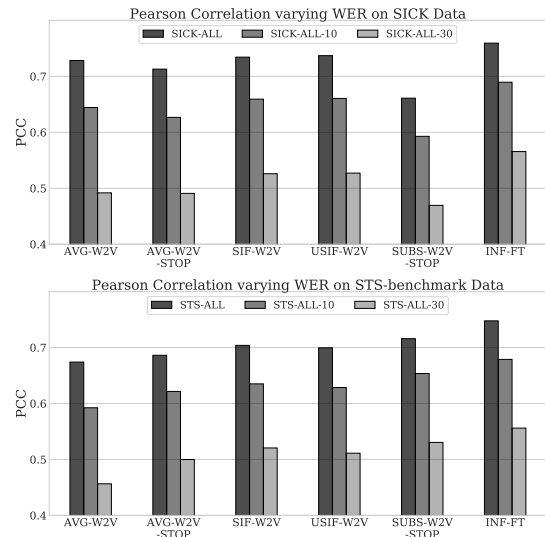 Pearson Correlation varying WER on SICK Data
SICK-ALL SICK-ALL-10 SICK-ALL-30
0.7
0.6
0.5
0.4
PCC
AVG-W2V AVG-W2V SIF-W2V USIF-W2V SUBS-W2V INF-FT
-STOP -STOP
Pearson Correlation varying WER on STS-benchmark Data
STS-ALL STS-ALL-10 STS-ALL-30
0.7
0.6
0.5
0.4
PCC
AVG-W2V AVG-W2V SIF-W2V USIF-W2V SUBS-W2V INF-FT
-STOP -STOP